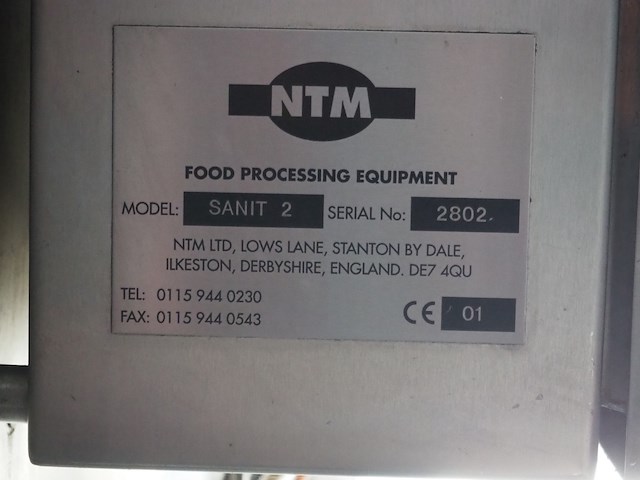 NTM
FOOD PROCESSING EQUIPMENT
MODEL: SANIT 2 SERIAL No: 2802
NTM LTD, LOWS LANE, STANTON BY DALE,
ILKESTON, DERBYSHIRE, ENGLAND. DE7 4QU
TEL: 0115 944 0230
FAX: 0115 944 0543
CE 01